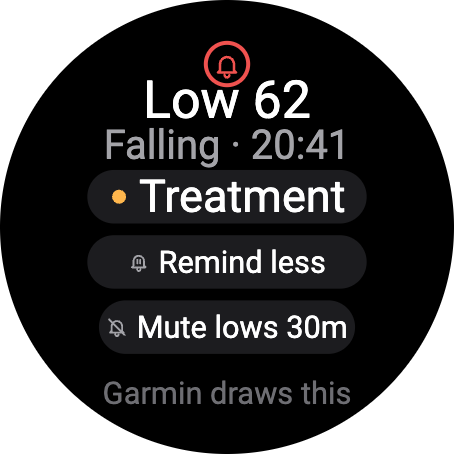 Low 62
Falling · 20:41
Treatment
Remind less
Mute lows 30m
Garmin draws this